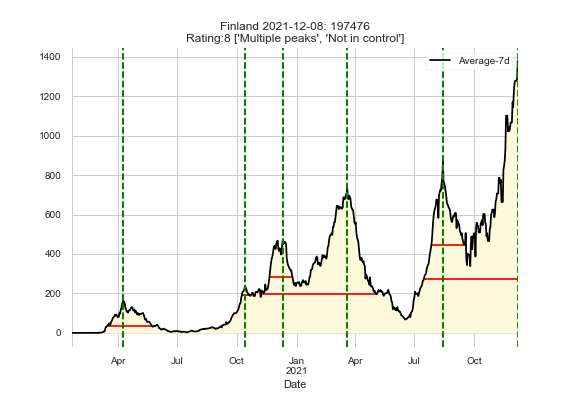 Finland 2021-12-08: 197476
Rating:8 ['Multiple peaks', 'Not in control']
Average-7d
1400
1200
1000
800
600
400
200
0
Apr Jul Oct Jan Apr Jul Oct
2021
Date